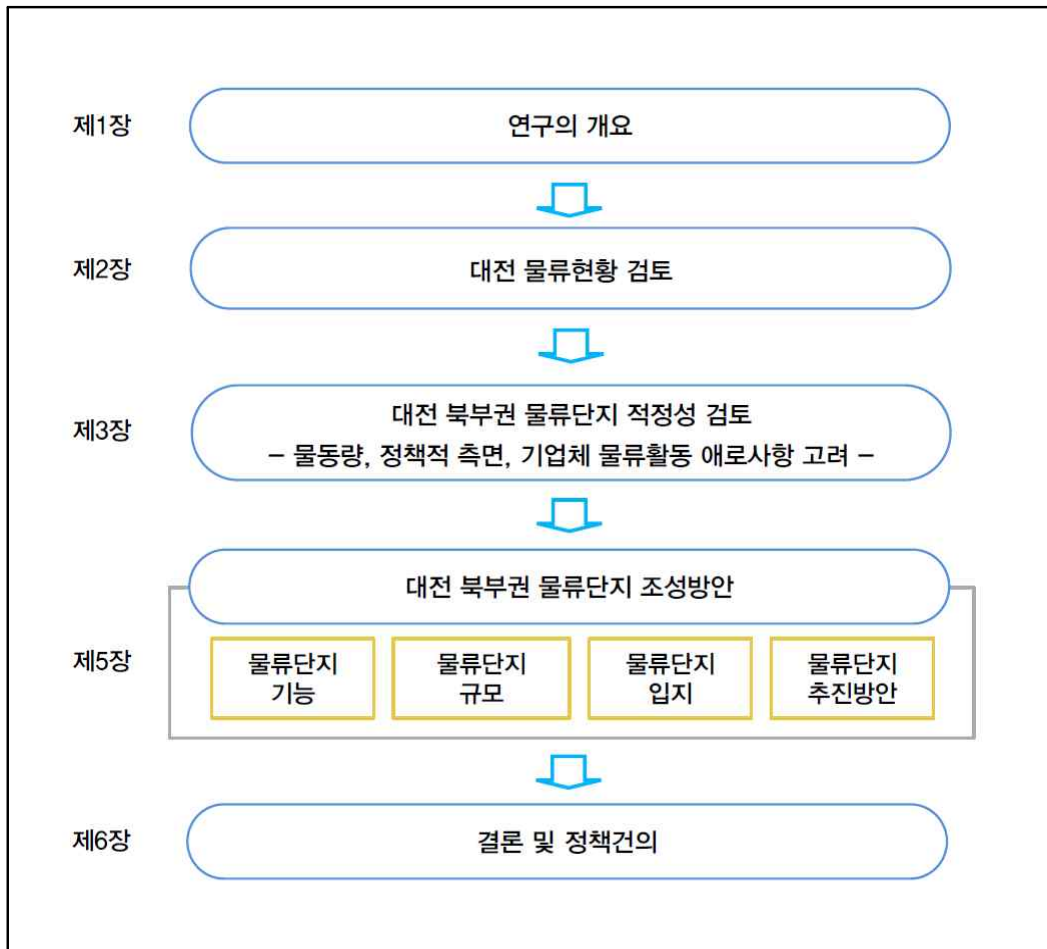 제1장
연구의 개요
제2장
대전 물류현황 검토
제3장
대전 북부권 물류단지 적정성 검토
– 물동량, 정책적 측면, 기업체 물류활동 애로사항 고려 –
대전 북부권 물류단지 조성방안
제5장
물류단지
기능
물류단지
규모
물류단지
입지
물류단지
추진방안
제6장
결론 및 정책건의